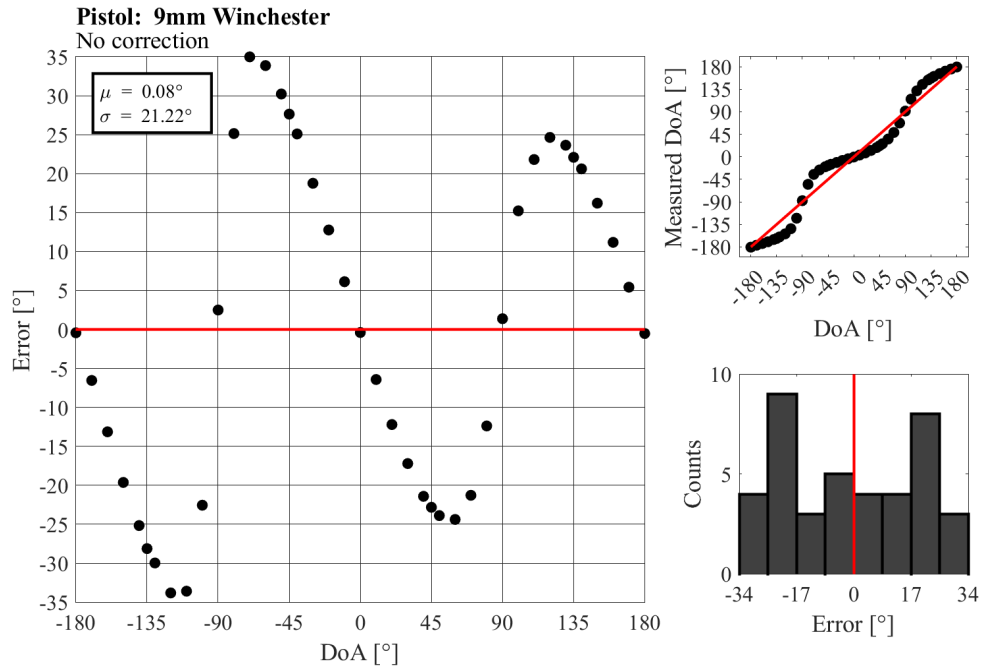 Pistol: 9mm Winchester
No correction
μ = 0.08°
σ = 21.22°
35
30
25
20
15
10
5
0
-5
-10
-15
-20
-25
-30
-35
Error [°]
-180 -135 -90 -45 0 45 90 135 180
DoA [°]
180
135
90
45
0
-45
-90
-135
-180
Measured DoA [°]
-180 -135 -90 -45 0 45 90 135 180
DoA [°]
10
5
0
Counts
-34 -17 0 17 34
Error [°]